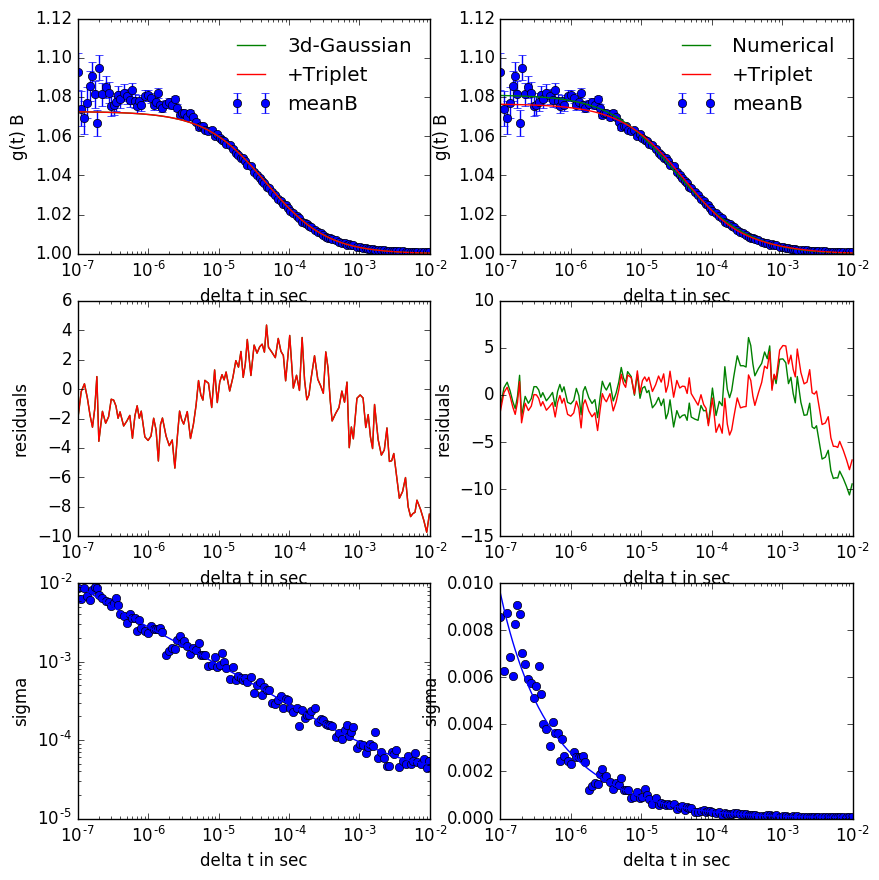 1.12
1.10
1.08
1.06
1.04
1.02
1.00
g(t) B
3d-Gaussian
+Triplet
meanB
10^-7 10^-6 10^-5 10^-4 10^-3 10^-2
delta t in sec
1.12
1.10
1.08
1.06
1.04
1.02
1.00
g(t) B
Numerical
+Triplet
meanB
10^-7 10^-6 10^-5 10^-4 10^-3 10^-2
delta t in sec
6
4
2
0
−2
−4
−6
−8
−10
residuals
10^-7 10^-6 10^-5 10^-4 10^-3 10^-2
delta t in sec
10
5
0
−5
−10
−15
residuals
10^-7 10^-6 10^-5 10^-4 10^-3 10^-2
delta t in sec
10^-2
10^-3
10^-4
10^-5
sigma
10^-7 10^-6 10^-5 10^-4 10^-3 10^-2
delta t in sec
0.010
0.008
0.006
0.004
0.002
0.000
sigma
10^-7 10^-6 10^-5 10^-4 10^-3 10^-2
delta t in sec